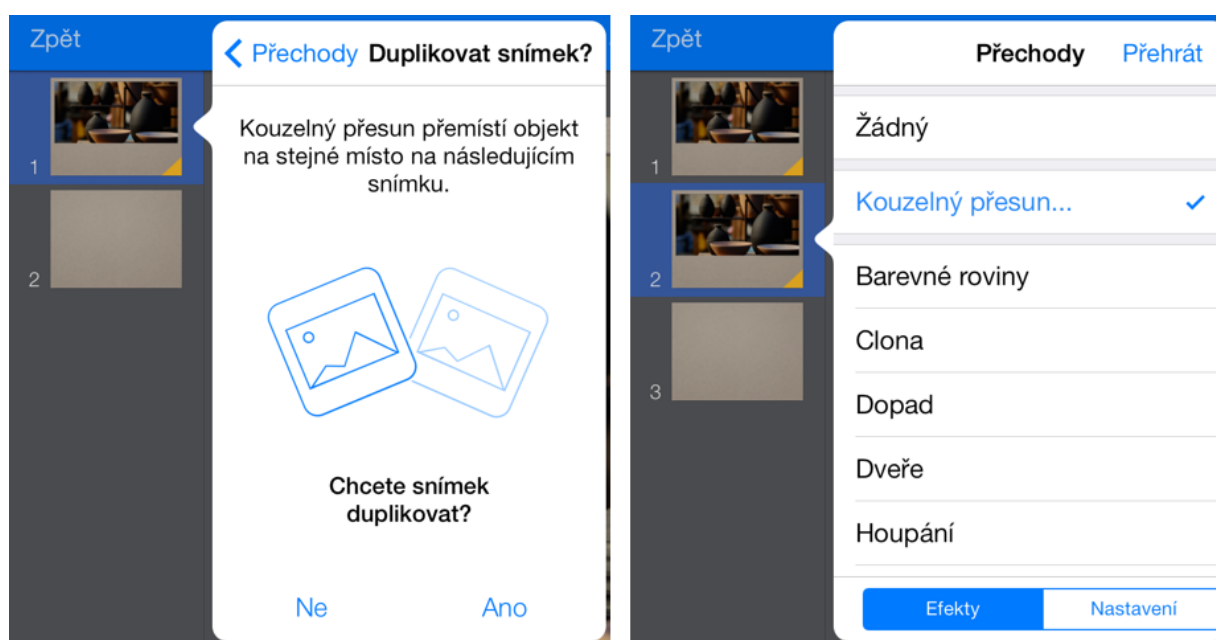 Zpět
Přechody Duplikovat snímek?
Kouzelný přesun přemístí objekt
na stejné místo na následujícím
snímku.
1
2
Chcete snímek
duplikovat?
Ne Ano
Zpět
Přechody Přehrát
Žádný
1
Kouzelný přesun...
2
Barevné roviny
Clona
3
Dopad
Dveře
Houpání
Efekty Nastavení